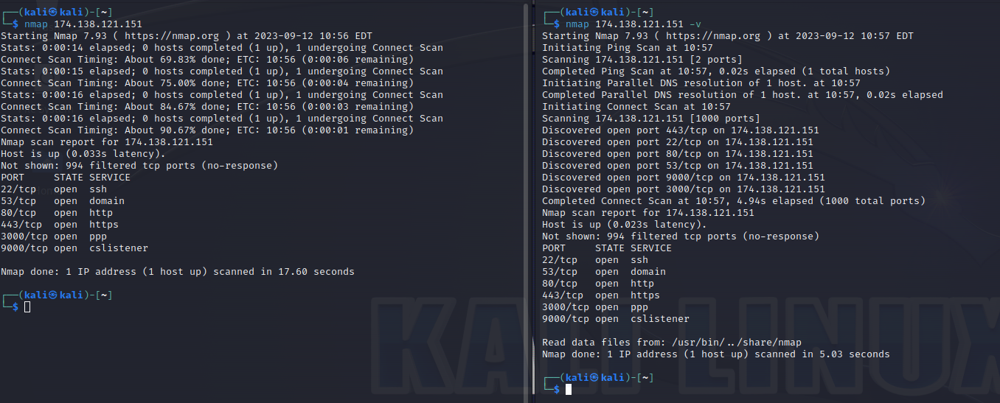 ┌──(kali㉿kali)-[~]
└─$ nmap 174.138.121.151
Starting Nmap 7.93 ( https://nmap.org ) at 2023-09-12 10:56 EDT
Stats: 0:00:14 elapsed; 0 hosts completed (1 up), 1 undergoing Connect Scan
Connect Scan Timing: About 69.83% done; ETC: 10:56 (0:00:06 remaining)
Stats: 0:00:15 elapsed; 0 hosts completed (1 up), 1 undergoing Connect Scan
Connect Scan Timing: About 75.00% done; ETC: 10:56 (0:00:04 remaining)
Stats: 0:00:16 elapsed; 0 hosts completed (1 up), 1 undergoing Connect Scan
Connect Scan Timing: About 84.67% done; ETC: 10:56 (0:00:03 remaining)
Stats: 0:00:16 elapsed; 0 hosts completed (1 up), 1 undergoing Connect Scan
Connect Scan Timing: About 90.67% done; ETC: 10:56 (0:00:01 remaining)
Nmap scan report for 174.138.121.151
Host is up (0.033s latency).
Not shown: 994 filtered tcp ports (no-response)
PORT     STATE SERVICE
22/tcp   open  ssh
53/tcp   open  domain
80/tcp   open  http
443/tcp  open  https
3000/tcp open  ppp
9000/tcp open  cslistener
Nmap done: 1 IP address (1 host up) scanned in 17.60 seconds
┌──(kali㉿kali)-[~]
└─$
┌──(kali㉿kali)-[~]
└─$ nmap 174.138.121.151 -v
Starting Nmap 7.93 ( https://nmap.org ) at 2023-09-12 10:57 EDT
Initiating Ping Scan at 10:57
Scanning 174.138.121.151 [2 ports]
Completed Ping Scan at 10:57, 0.02s elapsed (1 total hosts)
Initiating Parallel DNS resolution of 1 host. at 10:57
Completed Parallel DNS resolution of 1 host. at 10:57, 0.02s elapsed
Initiating Connect Scan at 10:57
Scanning 174.138.121.151 [1000 ports]
Discovered open port 443/tcp on 174.138.121.151
Discovered open port 22/tcp on 174.138.121.151
Discovered open port 80/tcp on 174.138.121.151
Discovered open port 53/tcp on 174.138.121.151
Discovered open port 9000/tcp on 174.138.121.151
Discovered open port 3000/tcp on 174.138.121.151
Completed Connect Scan at 10:57, 4.94s elapsed (1000 total ports)
Nmap scan report for 174.138.121.151
Host is up (0.023s latency).
Not shown: 994 filtered tcp ports (no-response)
PORT     STATE SERVICE
22/tcp   open  ssh
53/tcp   open  domain
80/tcp   open  http
443/tcp  open  https
3000/tcp open  ppp
9000/tcp open  cslistener
Read data files from: /usr/bin/../share/nmap
Nmap done: 1 IP address (1 host up) scanned in 5.03 seconds
┌──(kali㉿kali)-[~]
└─$
KALI LINUX